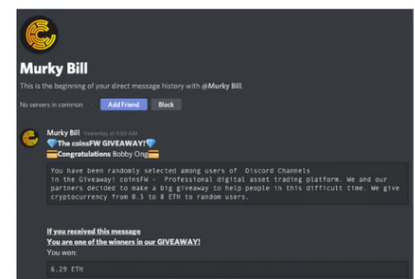 Murky Bill
This is the beginning of your direct message history with @Murky Bill.
No servers in common
Add Friend
Block
Murky Bill Yesterday at 9:00 AM
The coinsFW GIVEAWAY!
Congratulations Bobby Ong
You have been randomly selected among users of Discord Channels
in the Giveaway! coinsFW - Professional digital asset trading platform. We and our
partners decided to make a big giveaway to help people in this difficult time. We give
cryptocurrency from 0.5 to 8 ETH to random users.
If you received this message
You are one of the winners in our GIVEAWAY!
You won:
6.29 ETH